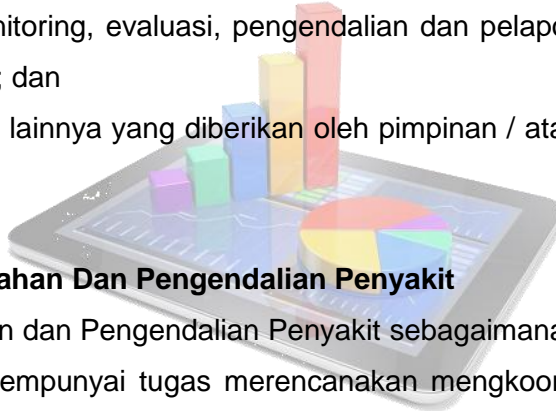 nitoring, evaluasi, pengendalian dan pelapo
; dan
lainnya yang diberikan oleh pimpinan / ata
ahan Dan Pengendalian Penyakit
n dan Pengendalian Penyakit sebagaimana
empunyai tugas merencanakan mengkoor